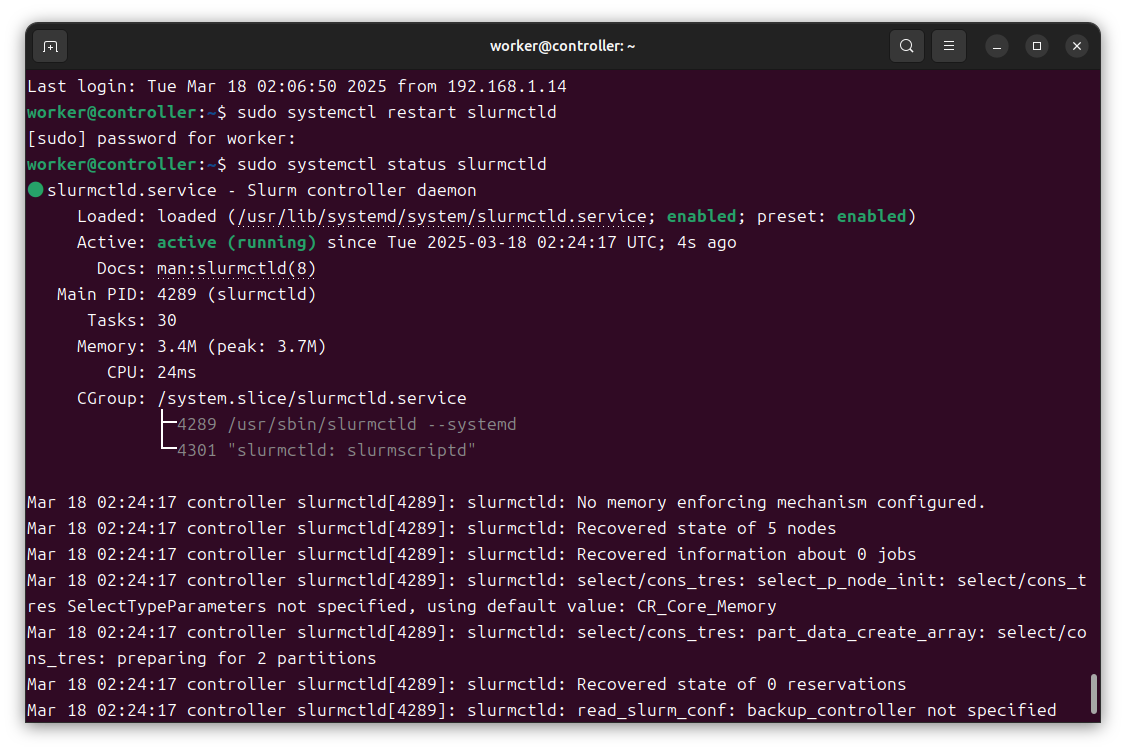 worker@controller: ~
Last login: Tue Mar 18 02:06:50 2025 from 192.168.1.14
worker@controller:~$ sudo systemctl restart slurmctld
[sudo] password for worker:
worker@controller:~$ sudo systemctl status slurmctld
● slurmctld.service - Slurm controller daemon
     Loaded: loaded (/usr/lib/systemd/system/slurmctld.service; enabled; preset: enabled)
     Active: active (running) since Tue 2025-03-18 02:24:17 UTC; 4s ago
       Docs: man:slurmctld(8)
   Main PID: 4289 (slurmctld)
      Tasks: 30
     Memory: 3.4M (peak: 3.7M)
        CPU: 24ms
     CGroup: /system.slice/slurmctld.service
             ├─4289 /usr/sbin/slurmctld --systemd
             └─4301 "slurmctld: slurmscriptd"
Mar 18 02:24:17 controller slurmctld[4289]: slurmctld: No memory enforcing mechanism configured.
Mar 18 02:24:17 controller slurmctld[4289]: slurmctld: Recovered state of 5 nodes
Mar 18 02:24:17 controller slurmctld[4289]: slurmctld: Recovered information about 0 jobs
Mar 18 02:24:17 controller slurmctld[4289]: slurmctld: select/cons_tres: select_p_node_init: select/cons_t
res SelectTypeParameters not specified, using default value: CR_Core_Memory
Mar 18 02:24:17 controller slurmctld[4289]: slurmctld: select/cons_tres: part_data_create_array: select/co
ns_tres: preparing for 2 partitions
Mar 18 02:24:17 controller slurmctld[4289]: slurmctld: Recovered state of 0 reservations
Mar 18 02:24:17 controller slurmctld[4289]: slurmctld: read_slurm_conf: backup_controller not specified